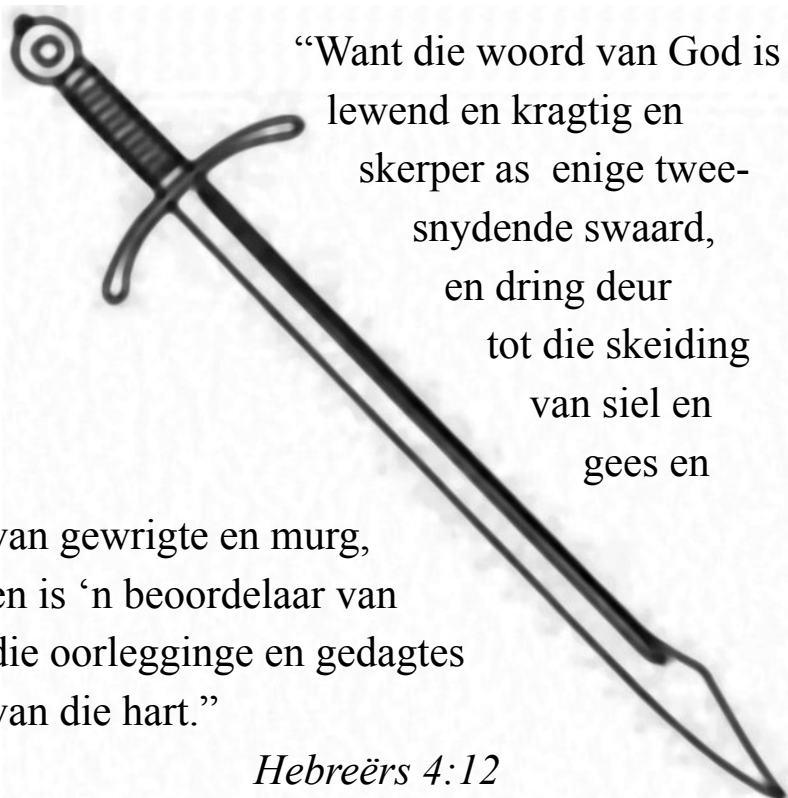 “Want die woord van God is
lewend en kragtig en
skerper as enige twee-
snydende swaard,
en dring deur
tot die skeiding
van siel en
gees en
van gewrigte en murg,
en is ‘n beoordelaar van
die oorlegginge en gedagtes
van die hart.”
Hebreërs 4:12